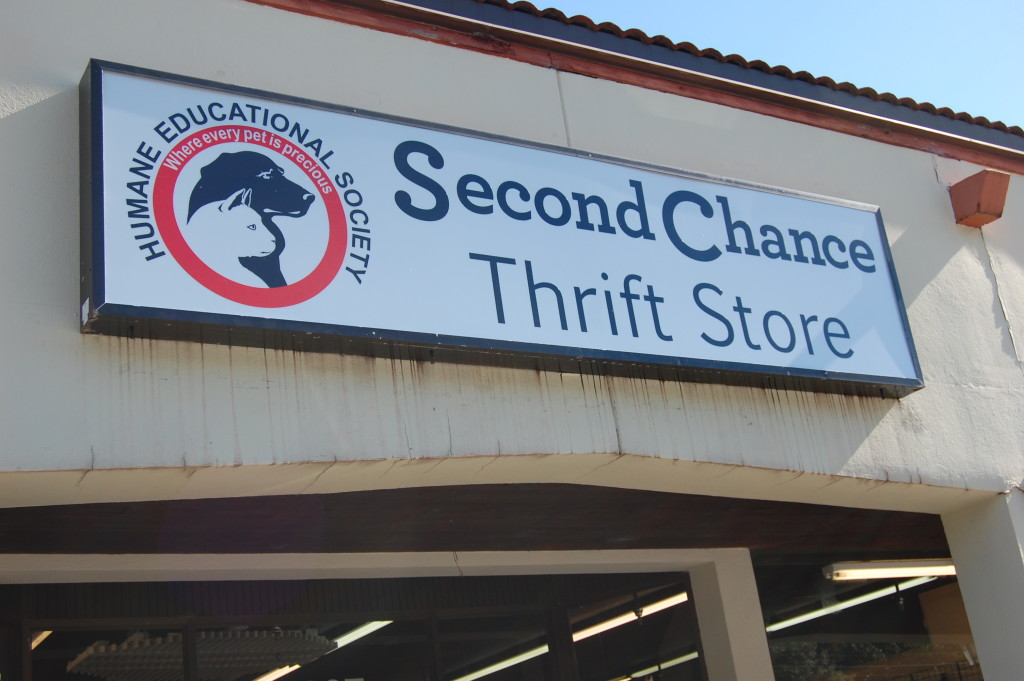 HUMANE EDUCATIONAL SOCIETY
Where every pet is precious
Second Chance
Thrift Store